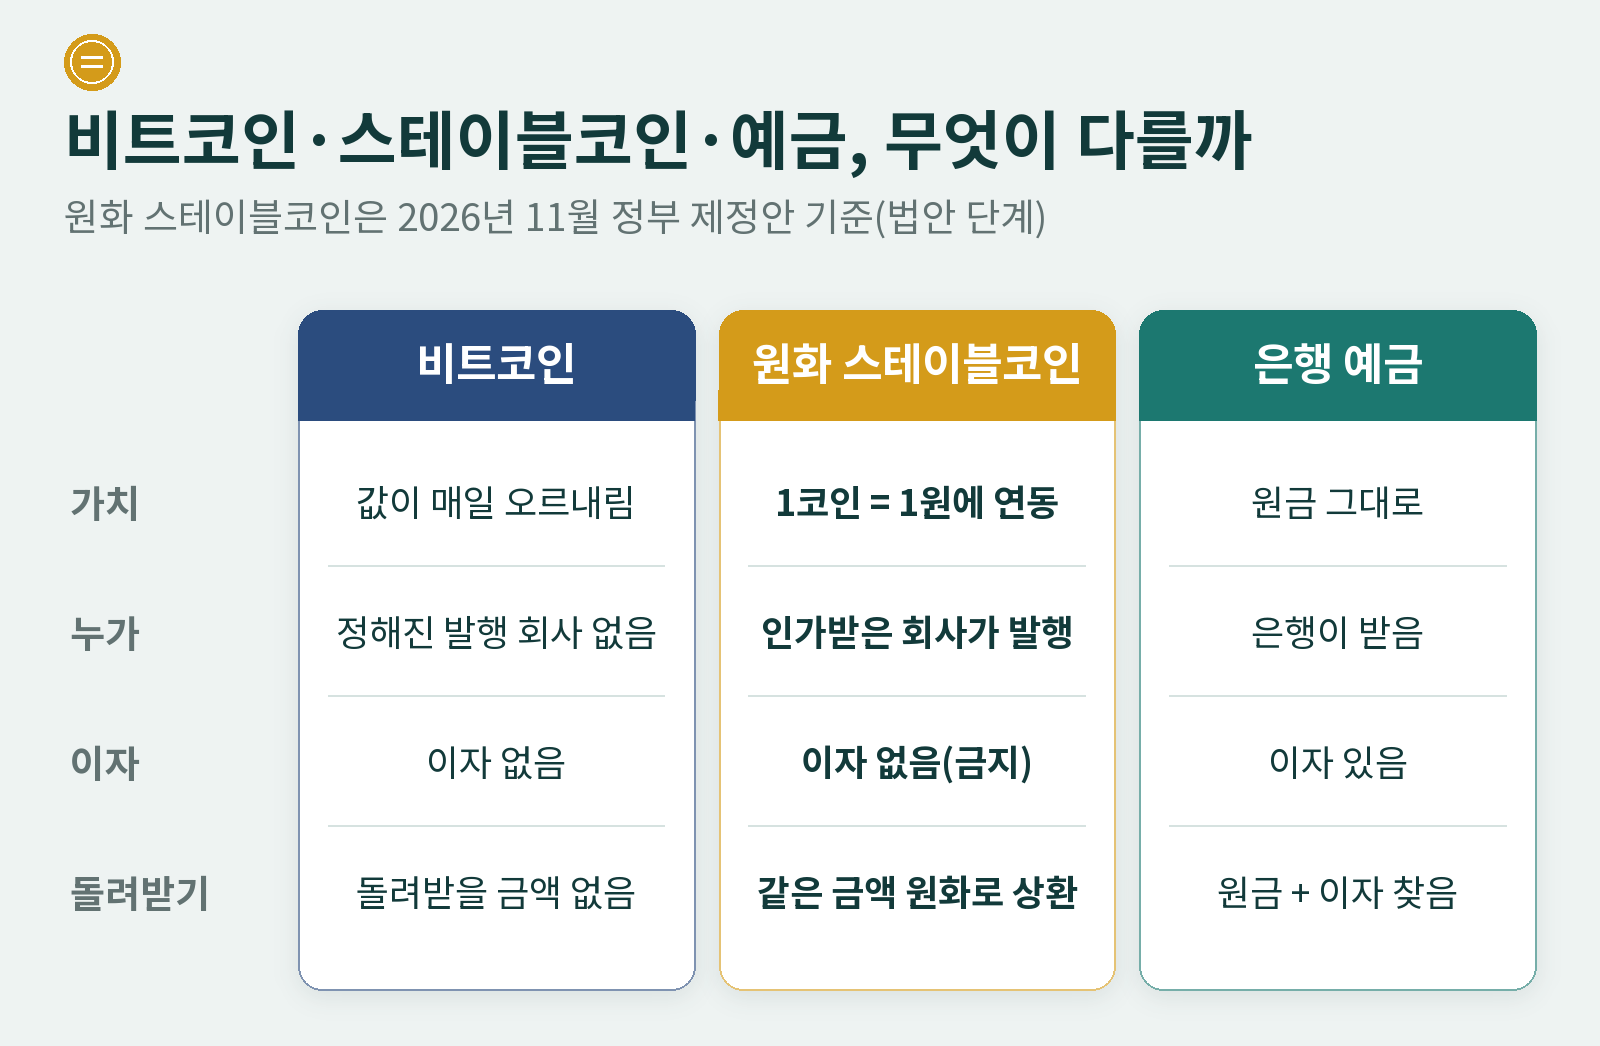 비트코인·스테이블코인·예금, 무엇이 다를까
원화 스테이블코인은 2026년 11월 정부 제정안 기준(법안 단계)
비트코인 원화 스테이블코인 은행 예금
가치 값이 매일 오르내림 1코인 = 1원에 연동 원금 그대로
누가 정해진 발행 회사 없음 인가받은 회사가 발행 은행이 받음
이자 이자 없음 이자 없음(금지) 이자 있음
돌려받기 돌려받을 금액 없음 같은 금액 원화로 상환 원금 + 이자 찾음